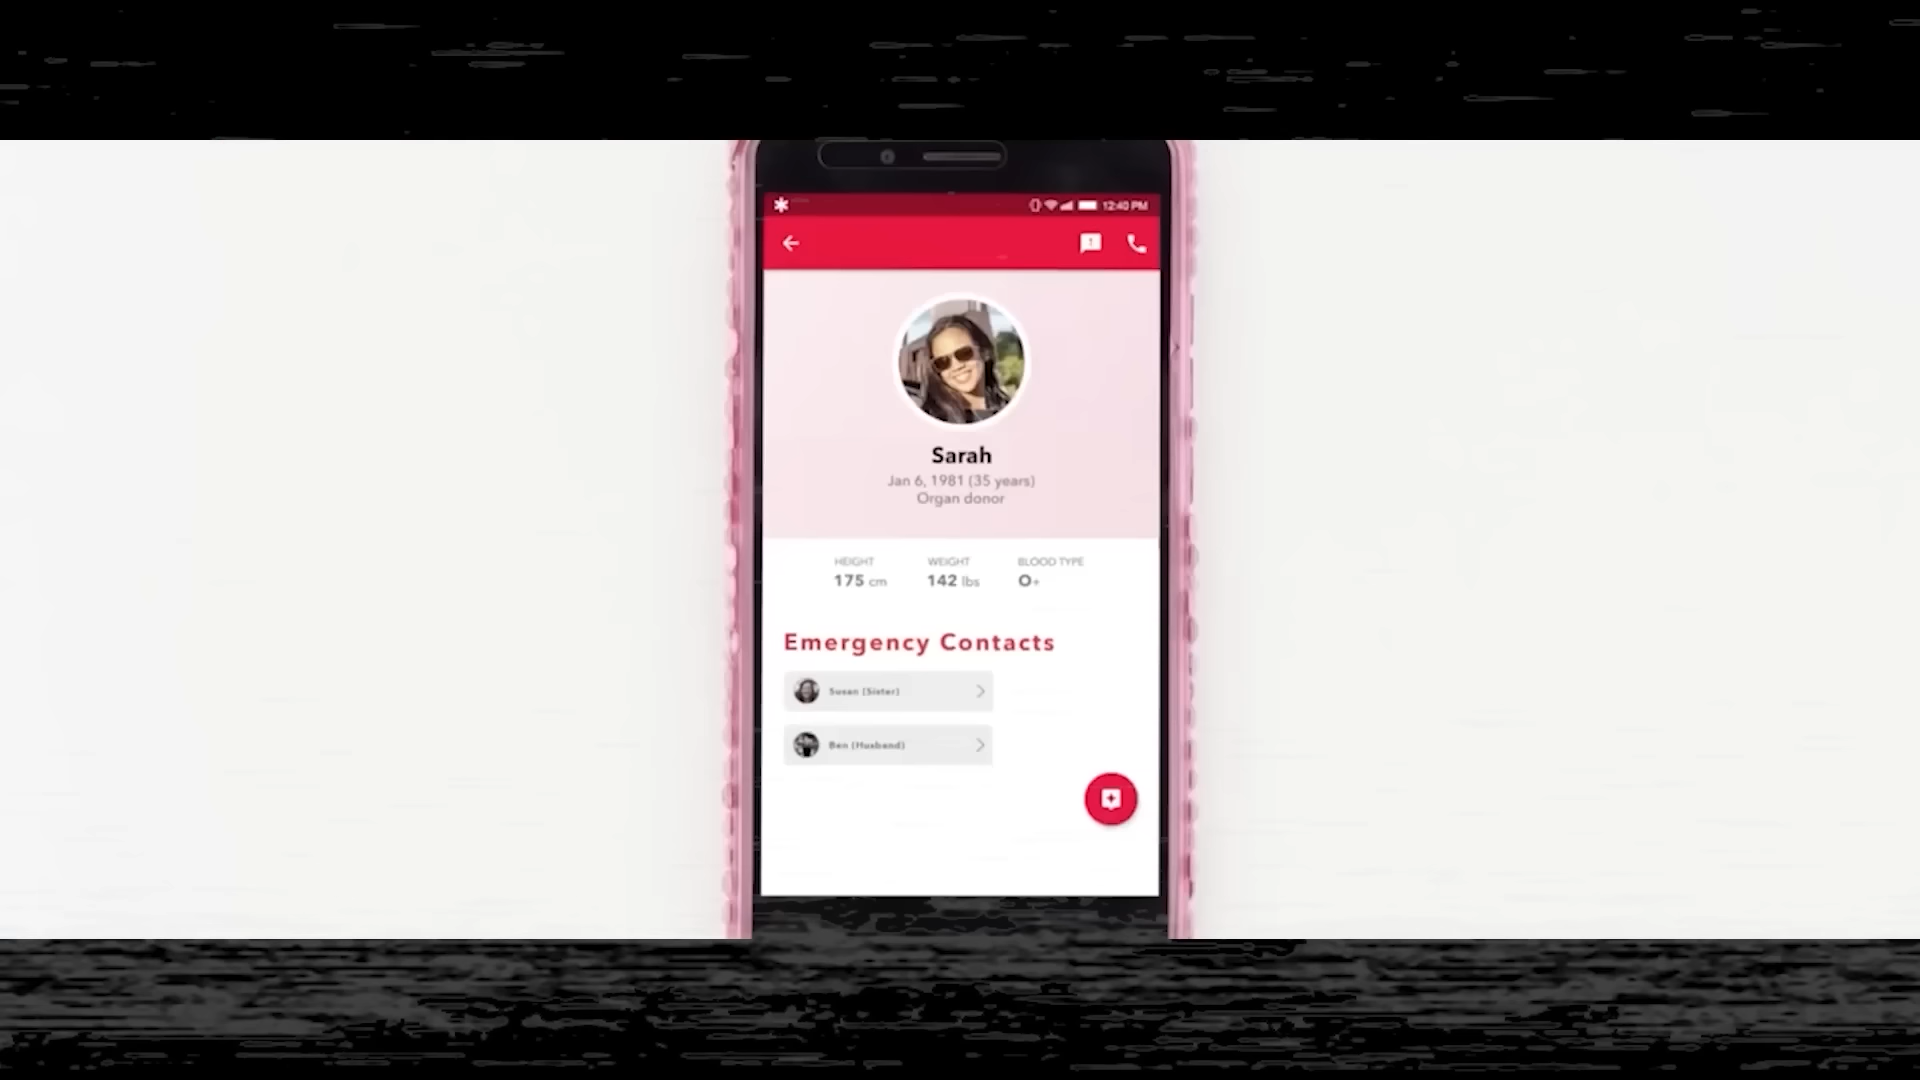 12:40 PM
Sarah
Jan 6, 1981 (35 years)
Organ donor
HEIGHT WEIGHT BLOOD TYPE
175 cm 142 lbs O+
Emergency Contacts
Susan (Sister)
Ben (Husband)